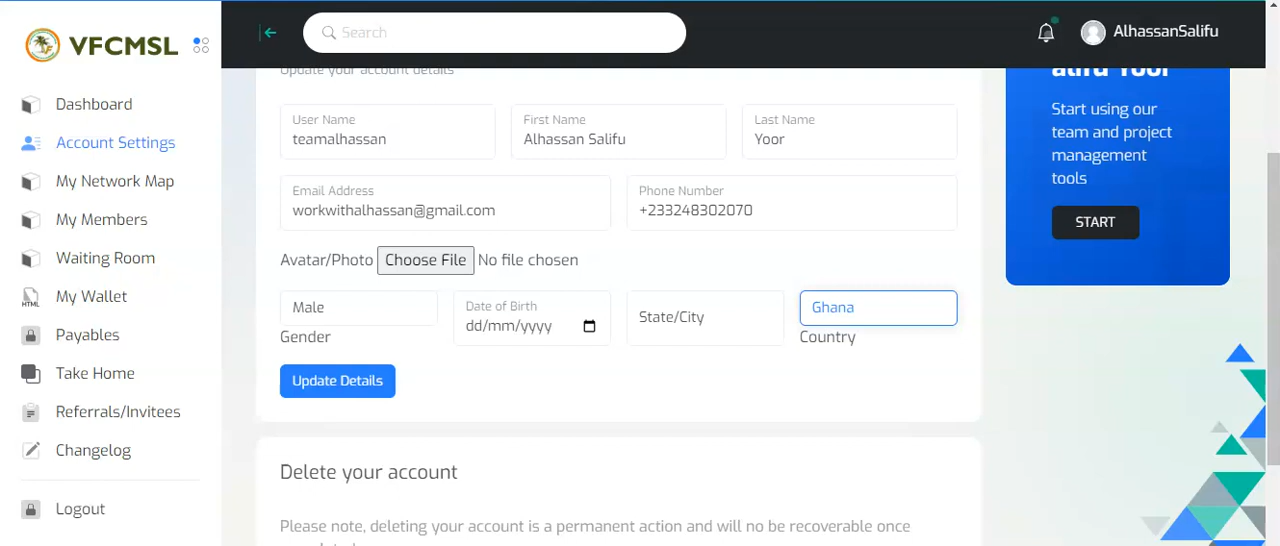 VFCMSL
Search
AlhassanSalifu
Dashboard
Account Settings
My Network Map
My Members
Waiting Room
My Wallet
HTML
Payables
Take Home
Referrals/Invitees
Changelog
Logout
Update your account details
User Name
teamalhassan
First Name
Alhassan Salifu
Last Name
Yoor
Email Address
workwithalhassan@gmail.com
Phone Number
+233248302070
Avatar/Photo Choose File No file chosen
Male
Gender
Date of Birth
dd/mm/yyyy
State/City
Ghana
Country
Update Details
Delete your account
Please note, deleting your account is a permanent action and will no be recoverable once
alifu Yoor
Start using our
team and project
management
tools
START